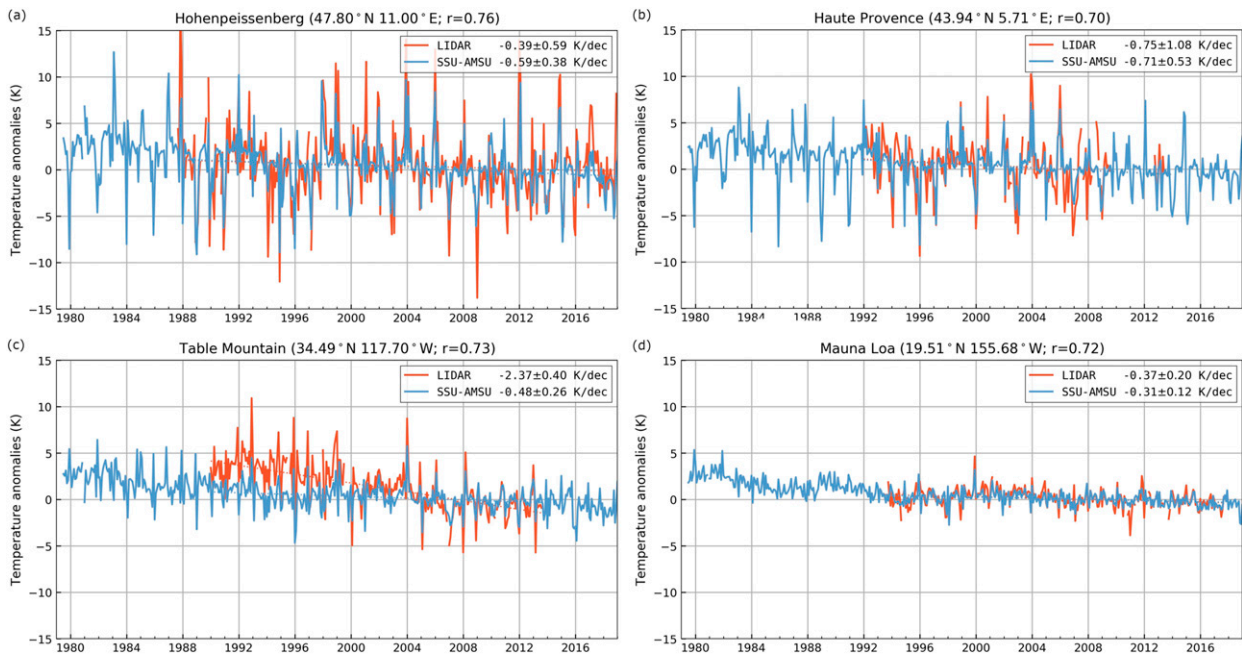 (a) Hohenpeissenberg (47.80°N 11.00°E; r=0.76)
Temperature anomalies (K)
15
10
5
0
−5
−10
−15
LIDAR -0.39±0.59 K/dec
SSU-AMSU -0.59±0.38 K/dec
1980 1984 1988 1992 1996 2000 2004 2008 2012 2016
(b) Haute Provence (43.94°N 5.71°E; r=0.70)
Temperature anomalies (K)
15
10
5
0
−5
−10
−15
LIDAR -0.75±1.08 K/dec
SSU-AMSU -0.71±0.53 K/dec
1980 1984 1988 1992 1996 2000 2004 2008 2012 2016
(c) Table Mountain (34.49°N 117.70°W; r=0.73)
Temperature anomalies (K)
15
10
5
0
−5
−10
−15
LIDAR -2.37±0.40 K/dec
SSU-AMSU -0.48±0.26 K/dec
1980 1984 1988 1992 1996 2000 2004 2008 2012 2016
(d) Mauna Loa (19.51°N 155.68°W; r=0.72)
Temperature anomalies (K)
15
10
5
0
−5
−10
−15
LIDAR -0.37±0.20 K/dec
SSU-AMSU -0.31±0.12 K/dec
1980 1984 1988 1992 1996 2000 2004 2008 2012 2016